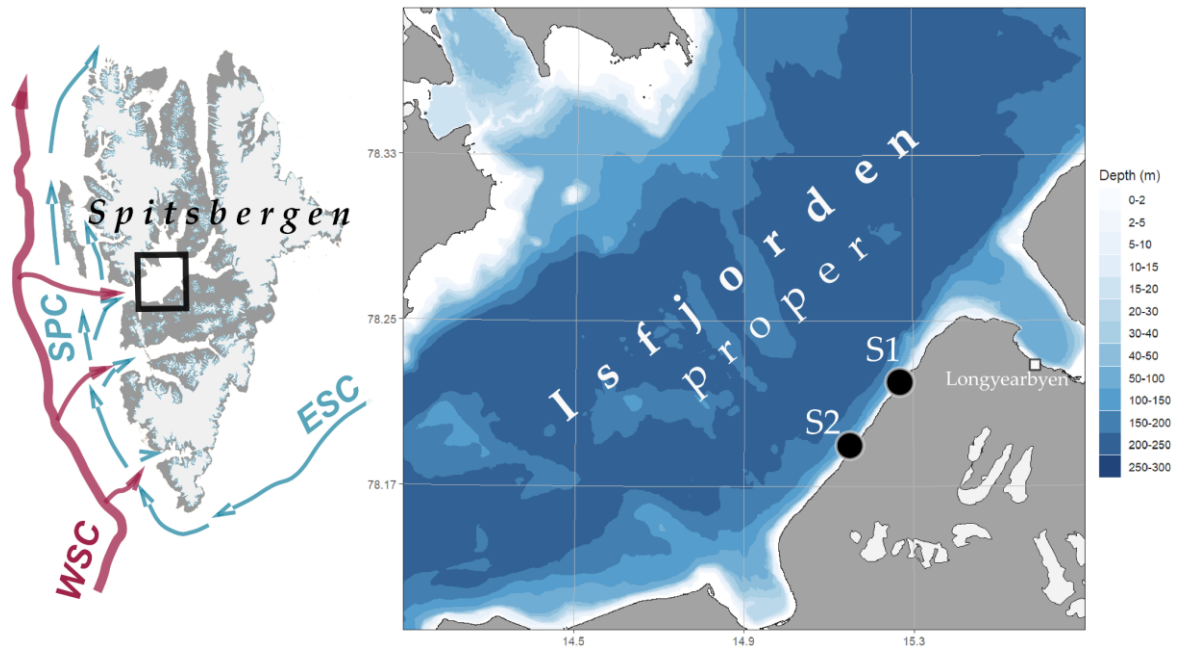 Spitsbergen
SPC
ESC
WSC
78.33
78.25
78.17
Isfjorden
proper
S1
S2
Longyearbyen
14.5
14.9
15.3
Depth (m)
0-2
2-5
5-10
10-15
15-20
20-30
30-40
40-50
50-100
100-150
150-200
200-250
250-300